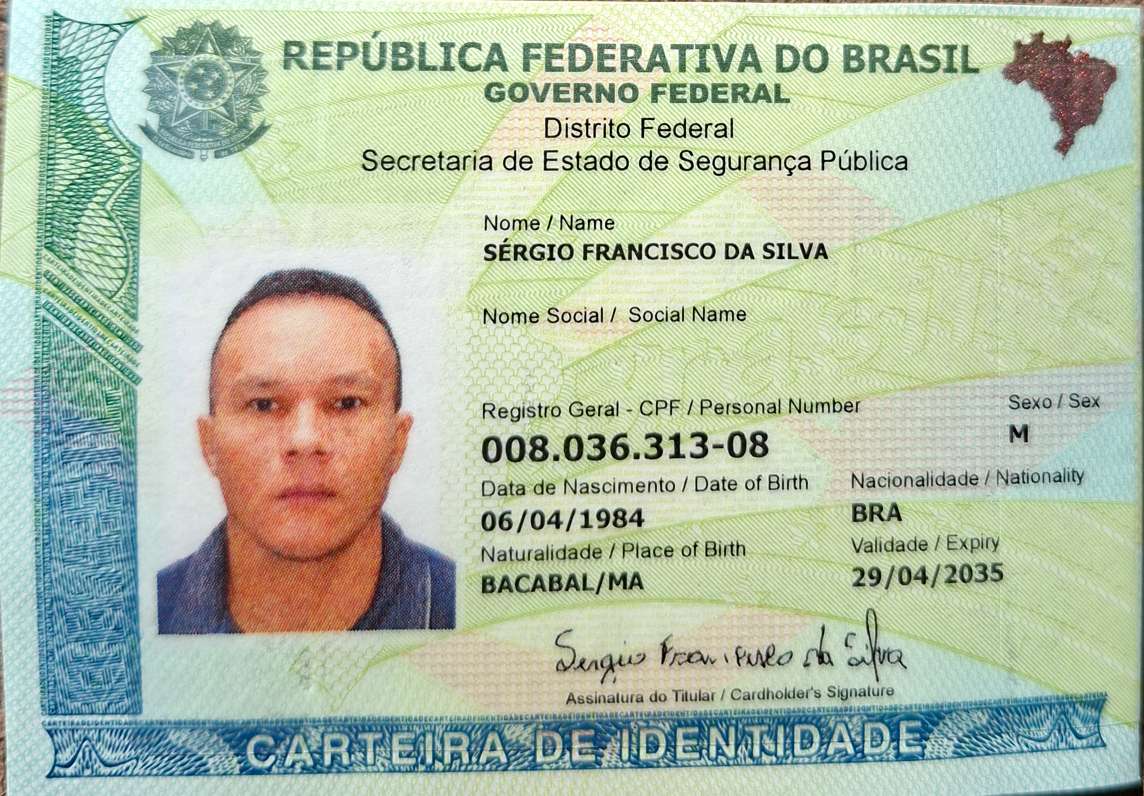 REPÚBLICA FEDERATIVA DO BRASIL
GOVERNO FEDERAL
Distrito Federal
Secretaria de Estado de Segurança Pública
Nome / Name
SÉRGIO FRANCISCO DA SILVA
Nome Social / Social Name
Registro Geral - CPF / Personal Number
Sexo / Sex
008.036.313-08
M
Data de Nascimento / Date of Birth
Nacionalidade / Nationality
06/04/1984
BRA
Naturalidade / Place of Birth
Validade / Expiry
BACABAL/MA
29/04/2035
Sergio Francisco da Silva
Assinatura do Titular / Cardholder's Signature
CARTEIRA DE IDENTIDADE